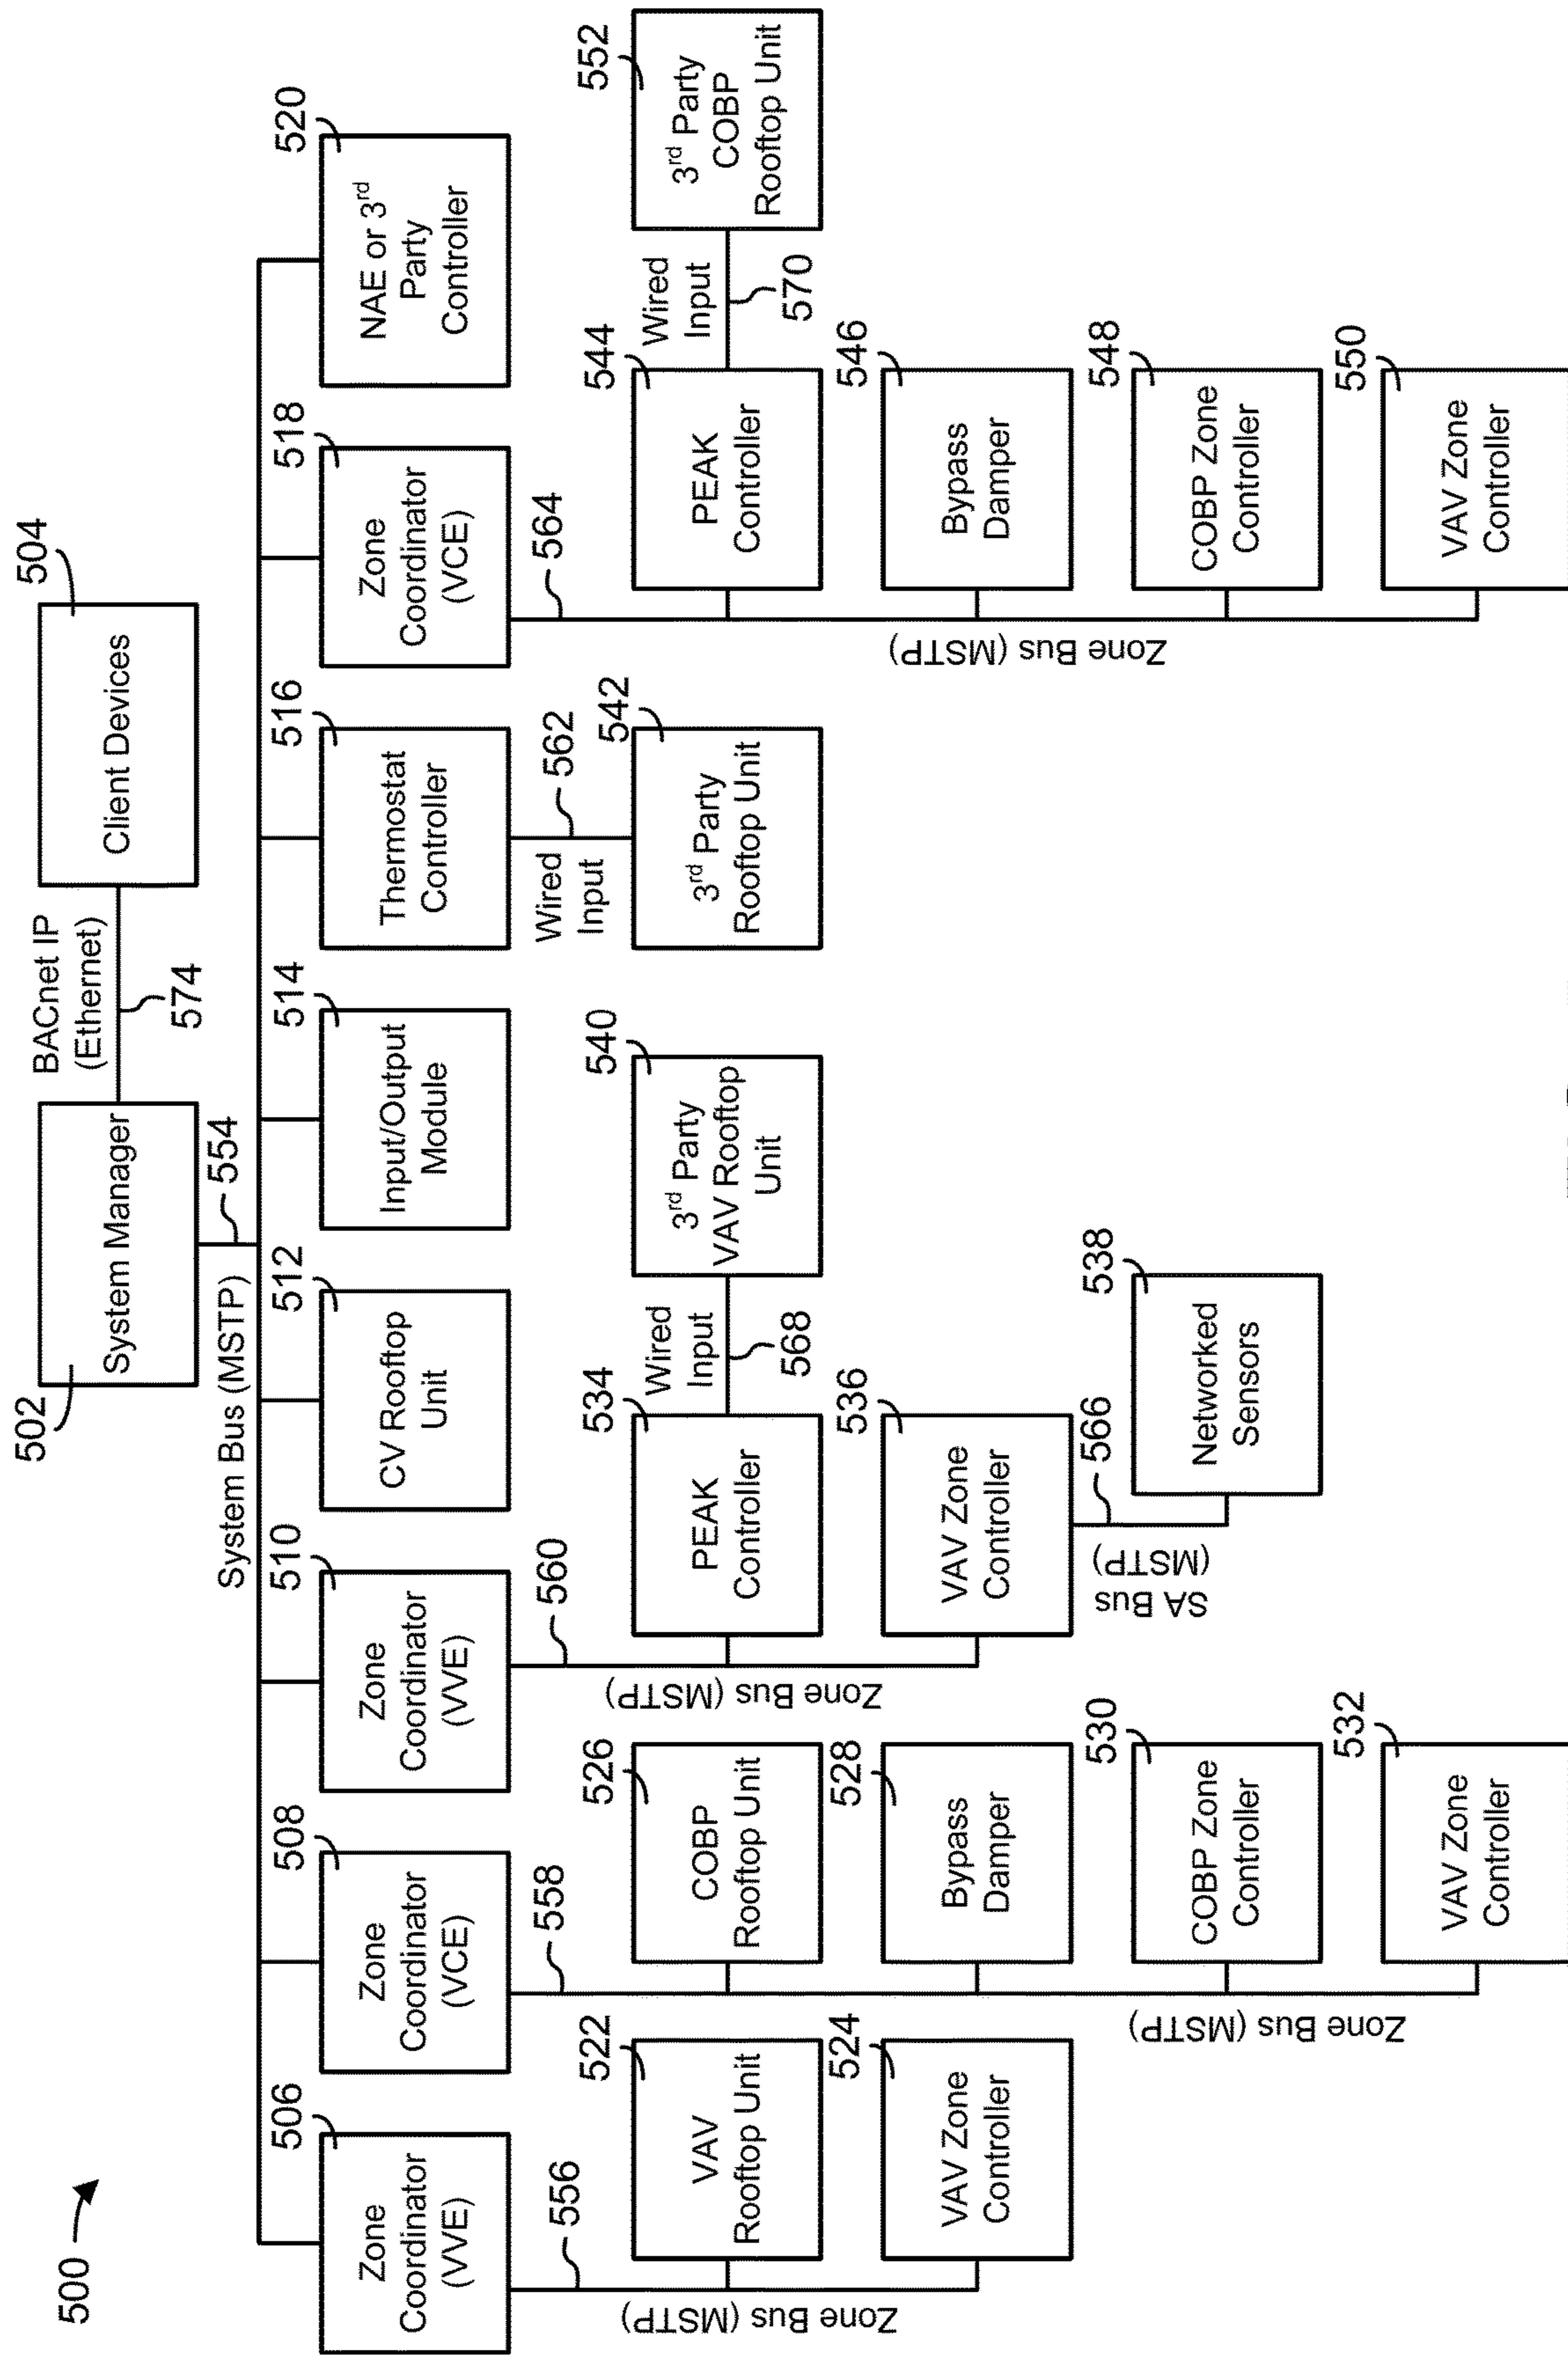 500
502
System Manager
BACnet IP
(Ethernet)
574
504
Client Devices
554
System Bus (MSTP)
506
Zone
Coordinator
(VVE)
508
Zone
Coordinator
(VCE)
510
Zone
Coordinator
(VVE)
512
CV Rooftop
Unit
514
Input/Output
Module
516
Thermostat
Controller
518
Zone
Coordinator
(VCE)
520
NAE or 3rd
Party
Controller
556
Zone Bus (MSTP)
522
VAV
Rooftop Unit
524
VAV Zone
Controller
558
Zone Bus (MSTP)
526
COBP
Rooftop Unit
528
Bypass
Damper
530
COBP Zone
Controller
532
VAV Zone
Controller
560
Zone Bus (MSTP)
534
PEAK
Controller
Wired
Input
568
540
3rd Party
VAV Rooftop
Unit
536
VAV Zone
Controller
566
SA Bus
(MSTP)
538
Networked
Sensors
562
Wired
Input
542
3rd Party
Rooftop Unit
564
Zone Bus (MSTP)
544
PEAK
Controller
Wired
Input
570
552
3rd Party
COBP
Rooftop Unit
546
Bypass
Damper
548
COBP Zone
Controller
550
VAV Zone
Controller